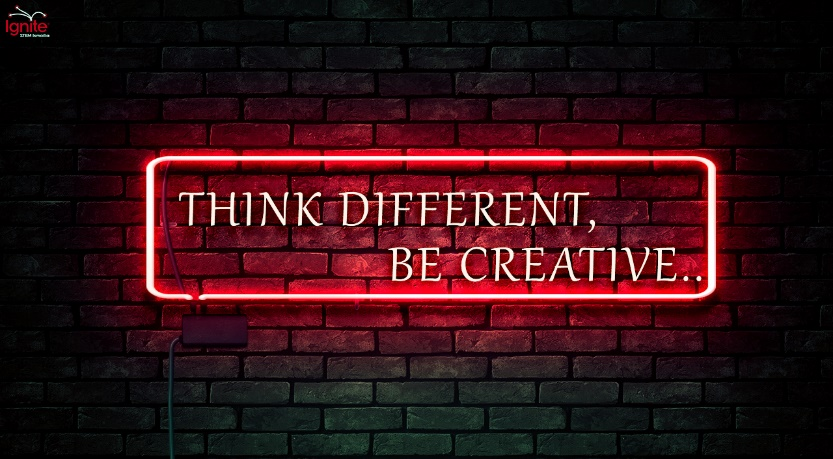 Ignite
THINK DIFFERENT,
BE CREATIVE..